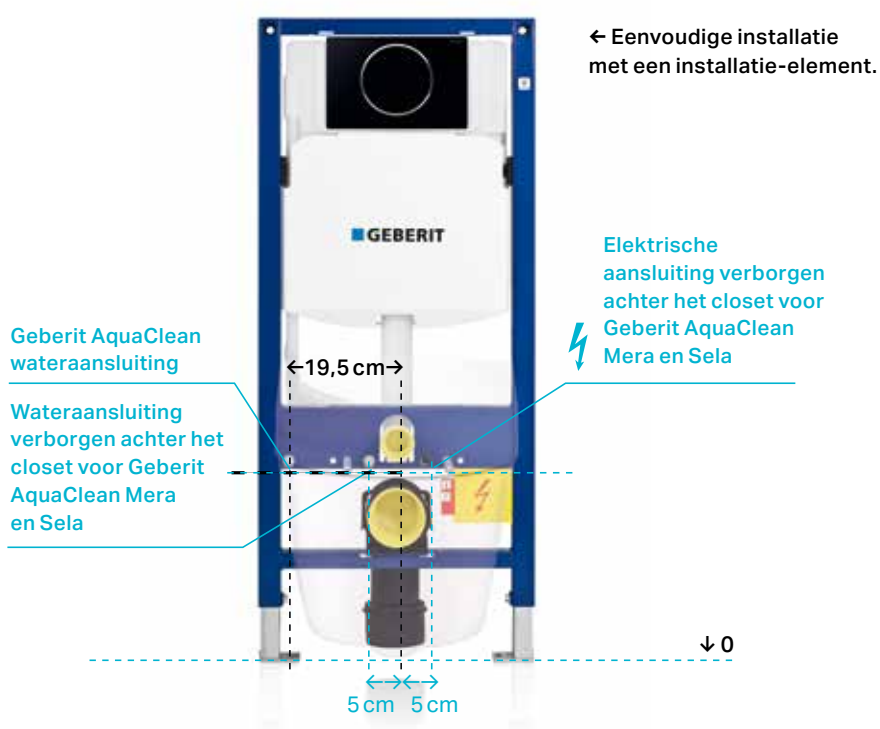 ← Eenvoudige installatie
met een installatie-element.
GEBERIT
Elektrische
aansluiting verborgen
achter het closet voor
Geberit AquaClean
Mera en Sela
Geberit AquaClean
wateraansluiting
←19,5 cm→
Wateraansluiting
verborgen achter het
closet voor Geberit
AquaClean Mera
en Sela
↓ 0
5 cm 5 cm